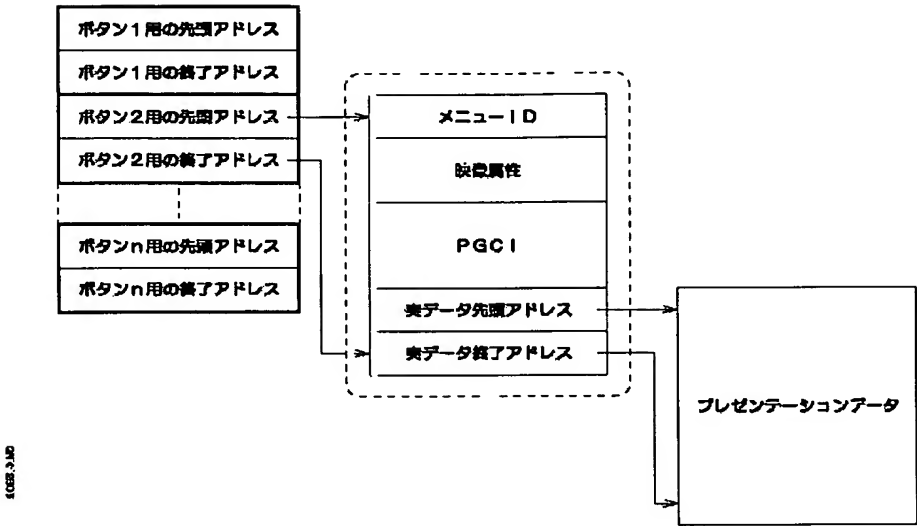 ボタン1用の先頭アドレス
ボタン1用の終了アドレス
ボタン2用の先頭アドレス
ボタン2用の終了アドレス
ボタンn用の先頭アドレス
ボタンn用の終了アドレス
メニューID
映像属性
PGCI
実データ先頭アドレス
実データ終了アドレス
プレゼンテーションデータ